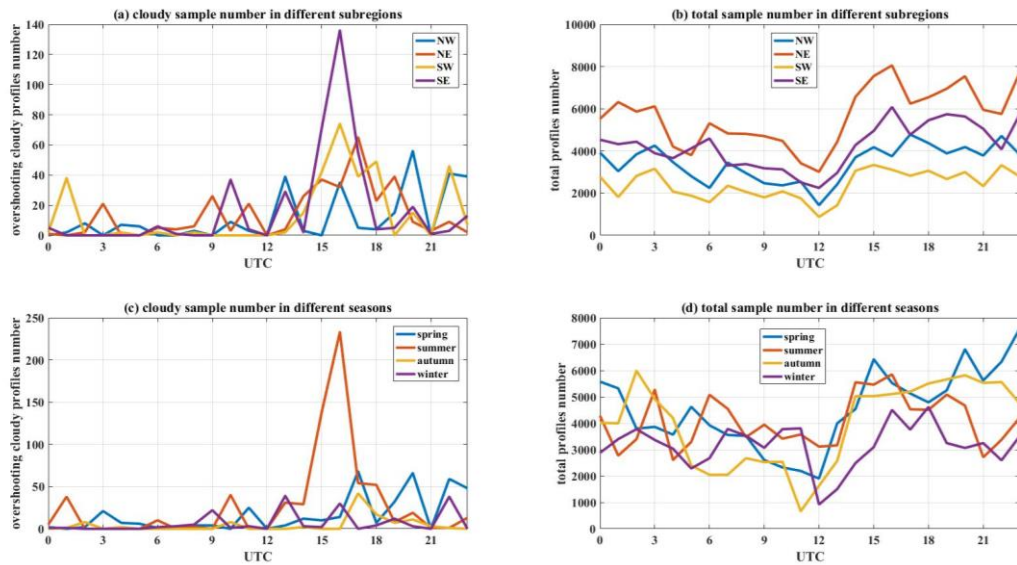 (a) cloudy sample number in different subregions
overshooting cloudy profiles number
140
120
100
80
60
40
20
0
NW
NE
SW
SE
0 3 6 9 12 15 18 21
UTC
(b) total sample number in different subregions
total profiles number
10000
8000
6000
4000
2000
0
NW
NE
SW
SE
0 3 6 9 12 15 18 21
UTC
(c) cloudy sample number in different seasons
overshooting cloudy profiles number
250
200
150
100
50
0
spring
summer
autumn
winter
0 3 6 9 12 15 18 21
UTC
(d) total sample number in different seasons
total profiles number
8000
7000
6000
5000
4000
3000
2000
1000
0
spring
summer
autumn
winter
0 3 6 9 12 15 18 21
UTC